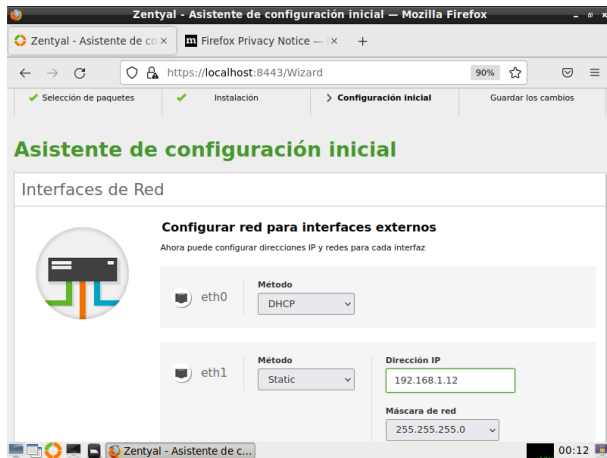 Zentyal - Asistente de configuración inicial — Mozilla Firefox
Zentyal - Asistente de co
Firefox Privacy Notice —
https://localhost:8443/Wizard
90%
Selección de paquetes
Instalación
Configuración inicial
Guardar los cambios
Asistente de configuración inicial
Interfaces de Red
Configurar red para interfaces externos
Ahora puede configurar direcciones IP y redes para cada interfaz
eth0
Método
DHCP
eth1
Método
Static
Dirección IP
192.168.1.12
Máscara de red
255.255.255.0
Zentyal - Asistente de c...
00:12